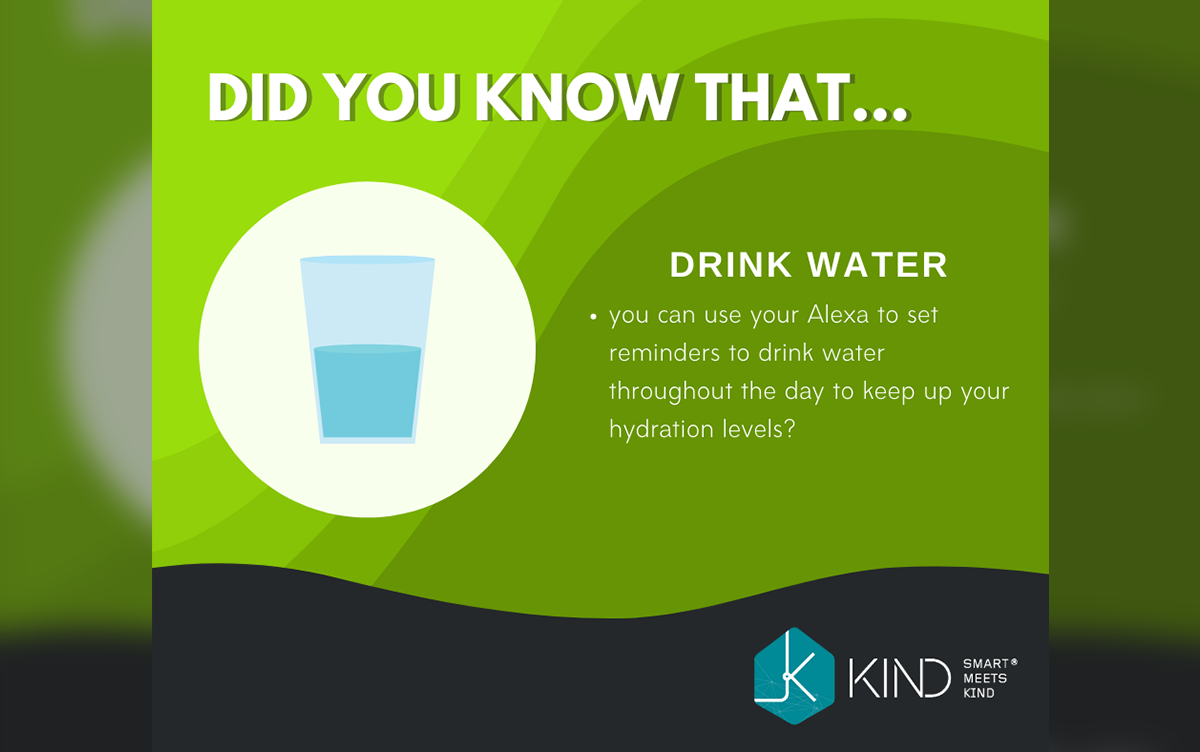 DID YOU KNOW THAT...
DRINK WATER
• you can use your Alexa to set
reminders to drink water
throughout the day to keep up your
hydration levels?
KIND
SMART®
MEETS
KIND